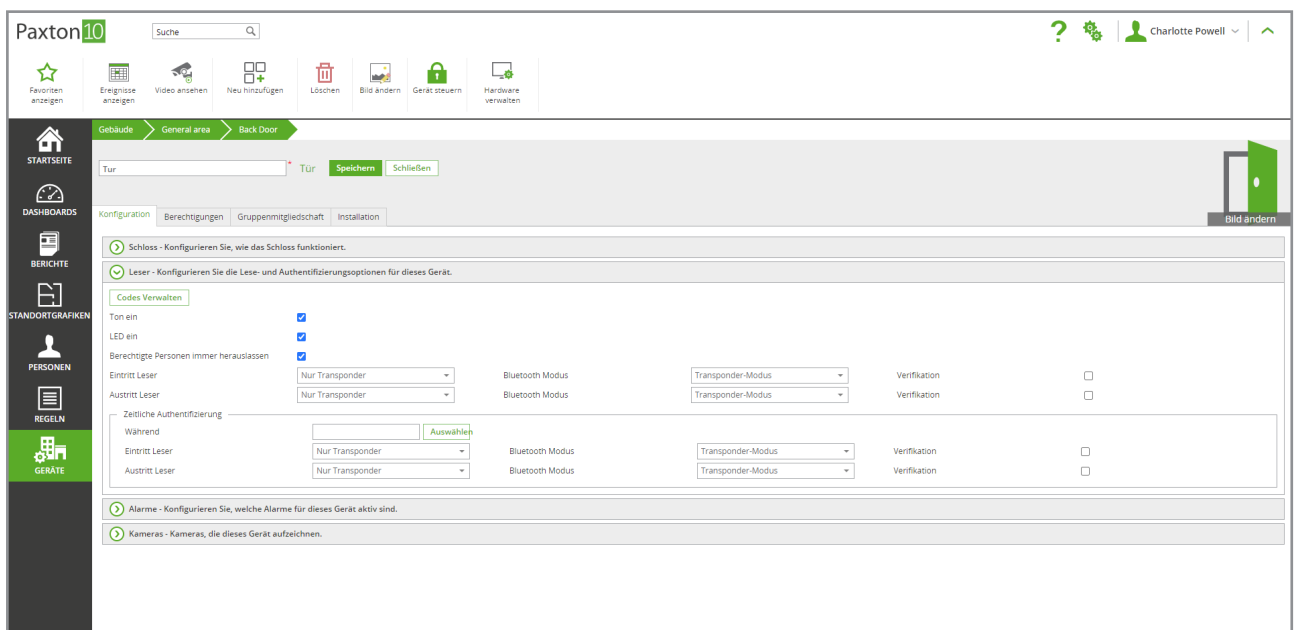 Paxton 10
Suche
Charlotte Powell
Favoriten anzeigen
Ereignisse anzeigen
Video ansehen
Neu hinzufügen
Löschen
Bild ändern
Gerät steuern
Hardware verwalten
STARTSEITE
DASHBOARDS
BERICHTE
STANDORTGRAFIKEN
PERSONEN
REGELN
GERÄTE
Gebäude General area Back Door
Tur * Tür Speichern Schließen
Bild ändern
Konfiguration Berechtigungen Gruppenmitgliedschaft Installation
Schloss - Konfigurieren Sie, wie das Schloss funktioniert.
Leser - Konfigurieren Sie die Lese- und Authentifizierungsoptionen für dieses Gerät.
Codes Verwalten
Ton ein
LED ein
Berechtigte Personen immer herauslassen
Eintritt Leser Nur Transponder Bluetooth Modus Transponder-Modus Verifikation
Austritt Leser Nur Transponder Bluetooth Modus Transponder-Modus Verifikation
Zeitliche Authentifizierung
Während Auswählen
Eintritt Leser Nur Transponder Bluetooth Modus Transponder-Modus Verifikation
Austritt Leser Nur Transponder Bluetooth Modus Transponder-Modus Verifikation
Alarme - Konfigurieren Sie, welche Alarme für dieses Gerät aktiv sind.
Kameras - Kameras, die dieses Gerät aufzeichnen.